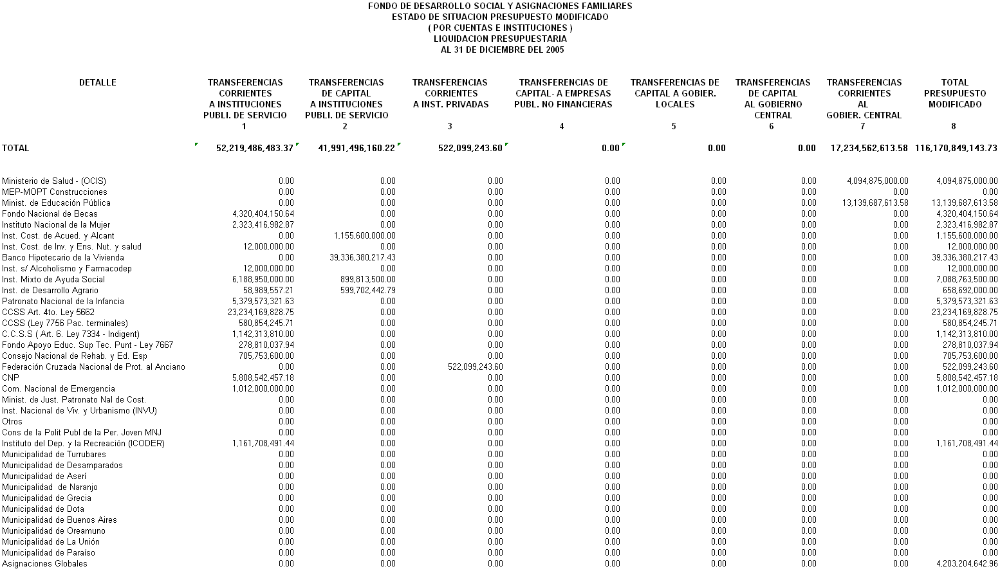 FONDO DE DESARROLLO SOCIAL Y ASIGNACIONES FAMILIARES
ESTADO DE SITUACION PRESUPUESTO MODIFICADO
( POR CUENTAS E INSTITUCIONES )
LIQUIDACION PRESUPUESTARIA
AL 31 DE DICIEMBRE DEL 2005
DETALLE TRANSFERENCIAS TRANSFERENCIAS TRANSFERENCIAS TRANSFERENCIAS DE TRANSFERENCIAS DE TRANSFERENCIAS TRANSFERENCIAS TOTAL
CORRIENTES DE CAPITAL CORRIENTES CAPITAL- A EMPRESAS CAPITAL A GOBIER. DE CAPITAL CORRIENTES PRESUPUESTO
A INSTITUCIONES A INSTITUCIONES A INST. PRIVADAS PUBL. NO FINANCIERAS LOCALES AL GOBIERNO AL MODIFICADO
PUBLI. DE SERVICIO PUBLI. DE SERVICIO CENTRAL GOBIER. CENTRAL
1 2 3 4 5 6 7 8
TOTAL 52,219,486,483.37 41,991,496,160.22 522,099,243.60 0.00 0.00 0.00 17,234,562,613.58 116,170,849,143.73
Ministerio de Salud - (OCIS) 0.00 0.00 0.00 0.00 0.00 0.00 4,094,875,000.00 4,094,875,000.00
MEP-MOPT Construcciones 0.00 0.00 0.00 0.00 0.00 0.00 0.00 0.00
Minist. de Educación Pública 0.00 0.00 0.00 0.00 0.00 0.00 13,139,687,613.58 13,139,687,613.58
Fondo Nacional de Becas 4,320,404,150.64 0.00 0.00 0.00 0.00 0.00 0.00 4,320,404,150.64
Instituto Nacional de la Mujer 2,323,416,982.87 0.00 0.00 0.00 0.00 0.00 0.00 2,323,416,982.87
Inst. Cost. de Acued. y Alcant 0.00 1,155,600,000.00 0.00 0.00 0.00 0.00 0.00 1,155,600,000.00
Inst. Cost. de Inv. y Ens. Nut. y salud 12,000,000.00 0.00 0.00 0.00 0.00 0.00 0.00 12,000,000.00
Banco Hipotecario de la Vivienda 0.00 39,336,380,217.43 0.00 0.00 0.00 0.00 0.00 39,336,380,217.43
Inst. s/ Alcoholismo y Farmacodep 12,000,000.00 0.00 0.00 0.00 0.00 0.00 0.00 12,000,000.00
Inst. Mixto de Ayuda Social 6,188,950,000.00 899,813,500.00 0.00 0.00 0.00 0.00 0.00 7,088,763,500.00
Inst. de Desarrollo Agrario 58,989,557.21 599,702,442.79 0.00 0.00 0.00 0.00 0.00 658,692,000.00
Patronato Nacional de la Infancia 5,379,573,321.63 0.00 0.00 0.00 0.00 0.00 0.00 5,379,573,321.63
CCSS Art. 4to. Ley 5662 23,234,169,828.75 0.00 0.00 0.00 0.00 0.00 0.00 23,234,169,828.75
CCSS (Ley 7756 Pac. terminales) 580,854,245.71 0.00 0.00 0.00 0.00 0.00 0.00 580,854,245.71
C.C.S.S ( Art. 6. Ley 7334 - Indigent) 1,142,313,810.00 0.00 0.00 0.00 0.00 0.00 0.00 1,142,313,810.00
Fondo Apoyo Educ. Sup Tec. Punt - Ley 7667 278,810,037.94 0.00 0.00 0.00 0.00 0.00 0.00 278,810,037.94
Consejo Nacional de Rehab. y Ed. Esp 705,753,600.00 0.00 0.00 0.00 0.00 0.00 0.00 705,753,600.00
Federación Cruzada Nacional de Prot. al Anciano 0.00 0.00 522,099,243.60 0.00 0.00 0.00 0.00 522,099,243.60
CNP 5,808,542,457.18 0.00 0.00 0.00 0.00 0.00 0.00 5,808,542,457.18
Com. Nacional de Emergencia 1,012,000,000.00 0.00 0.00 0.00 0.00 0.00 0.00 1,012,000,000.00
Minist. de Just. Patronato Nal de Cost. 0.00 0.00 0.00 0.00 0.00 0.00 0.00 0.00
Inst. Nacional de Viv. y Urbanismo (INVU) 0.00 0.00 0.00 0.00 0.00 0.00 0.00 0.00
Otros 0.00 0.00 0.00 0.00 0.00 0.00 0.00 0.00
Cons de la Polit Publ de la Per. Joven MNJ 0.00 0.00 0.00 0.00 0.00 0.00 0.00 0.00
Instituto del Dep. y la Recreación (ICODER) 1,161,708,491.44 0.00 0.00 0.00 0.00 0.00 0.00 1,161,708,491.44
Municipalidad de Turrubares 0.00 0.00 0.00 0.00 0.00 0.00 0.00 0.00
Municipalidad de Desamparados 0.00 0.00 0.00 0.00 0.00 0.00 0.00 0.00
Municipalidad de Aserí 0.00 0.00 0.00 0.00 0.00 0.00 0.00 0.00
Municipalidad de Naranjo 0.00 0.00 0.00 0.00 0.00 0.00 0.00 0.00
Municipalidad de Grecia 0.00 0.00 0.00 0.00 0.00 0.00 0.00 0.00
Municipalidad de Dota 0.00 0.00 0.00 0.00 0.00 0.00 0.00 0.00
Municipalidad de Buenos Aires 0.00 0.00 0.00 0.00 0.00 0.00 0.00 0.00
Municipalidad de Oreamuno 0.00 0.00 0.00 0.00 0.00 0.00 0.00 0.00
Municipalidad de La Unión 0.00 0.00 0.00 0.00 0.00 0.00 0.00 0.00
Municipalidad de Paraíso 0.00 0.00 0.00 0.00 0.00 0.00 0.00 0.00
Asignaciones Globales 0.00 0.00 0.00 0.00 0.00 0.00 0.00 4,203,204,642.96